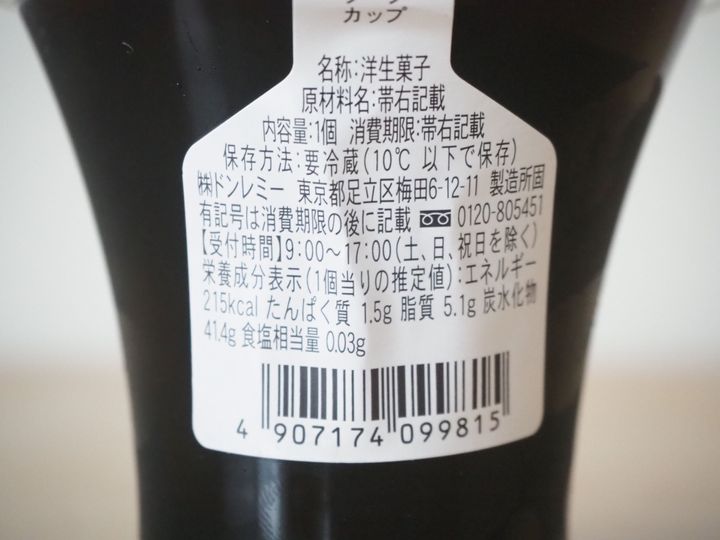 カップ
名称:洋生菓子
原材料名:帯右記載
内容量:1個 消費期限:帯右記載
保存方法:要冷蔵(10℃ 以下で保存)
㈱ドンレミー 東京都足立区梅田6-12-11 製造所固
有記号は消費期限の後に記載 0120-805451
【受付時間】9:00～17:00(土、日、祝日を除く)
栄養成分表示(1個当りの推定値):エネルギー
215kcal たんぱく質 1.5g 脂質 5.1g 炭水化物
41.4g 食塩相当量 0.03g
4 907174 099815